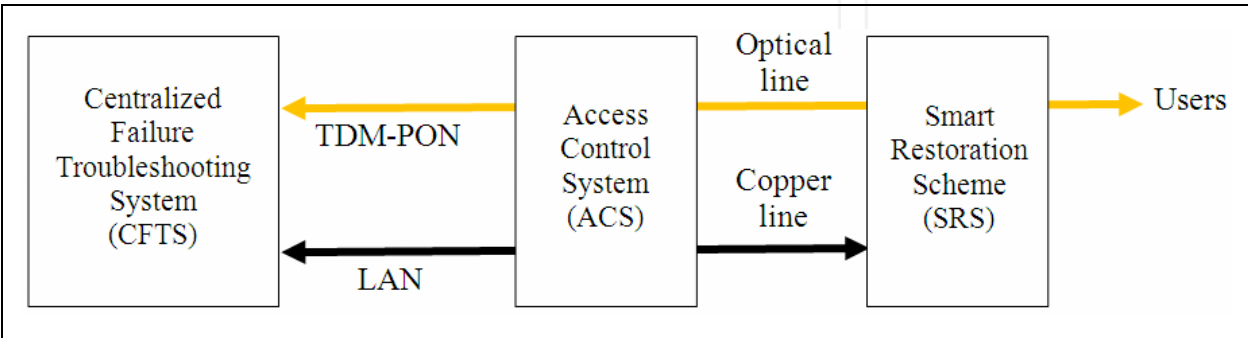 Centralized
Failure
Troubleshooting
System
(CFTS)
TDM-PON
LAN
Access
Control
System
(ACS)
Optical
line
Copper
line
Smart
Restoration
Scheme
(SRS)
Users